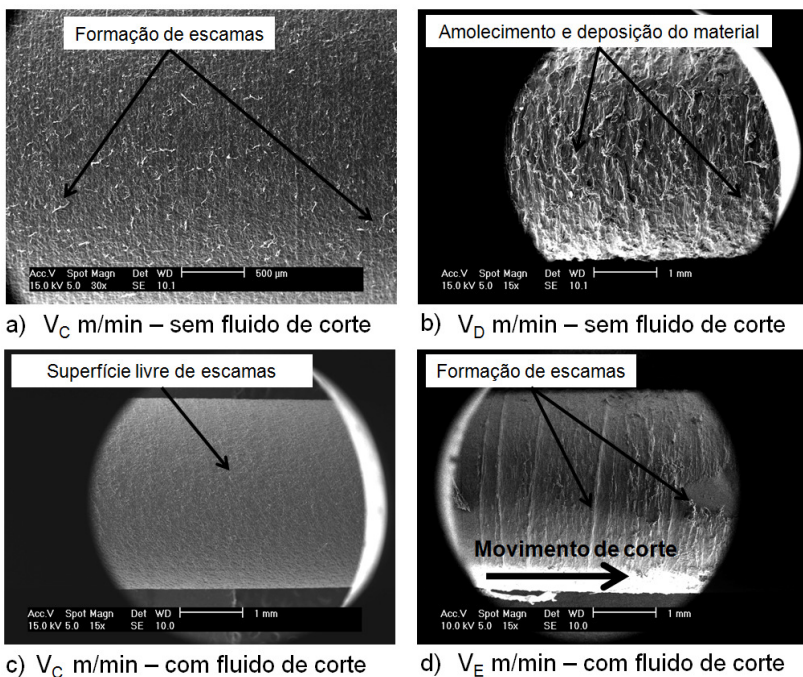 Formação de escamas
Acc.V Spot Magn Det WD 500 µm
15.0 kV 5.0 30x SE 10.1
a) VC m/min – sem fluido de corte
Amolecimento e deposição do material
Acc.V Spot Magn Det WD 1 mm
15.0 kV 5.0 15x SE 10.1
b) VD m/min – sem fluido de corte
Superfície livre de escamas
Acc.V Spot Magn Det WD 1 mm
15.0 kV 5.0 15x SE 10.0
c) VC m/min – com fluido de corte
Formação de escamas
Movimento de corte
Acc.V Spot Magn Det WD 1 mm
10.0 kV 5.0 15x SE 10.0
d) VE m/min – com fluido de corte